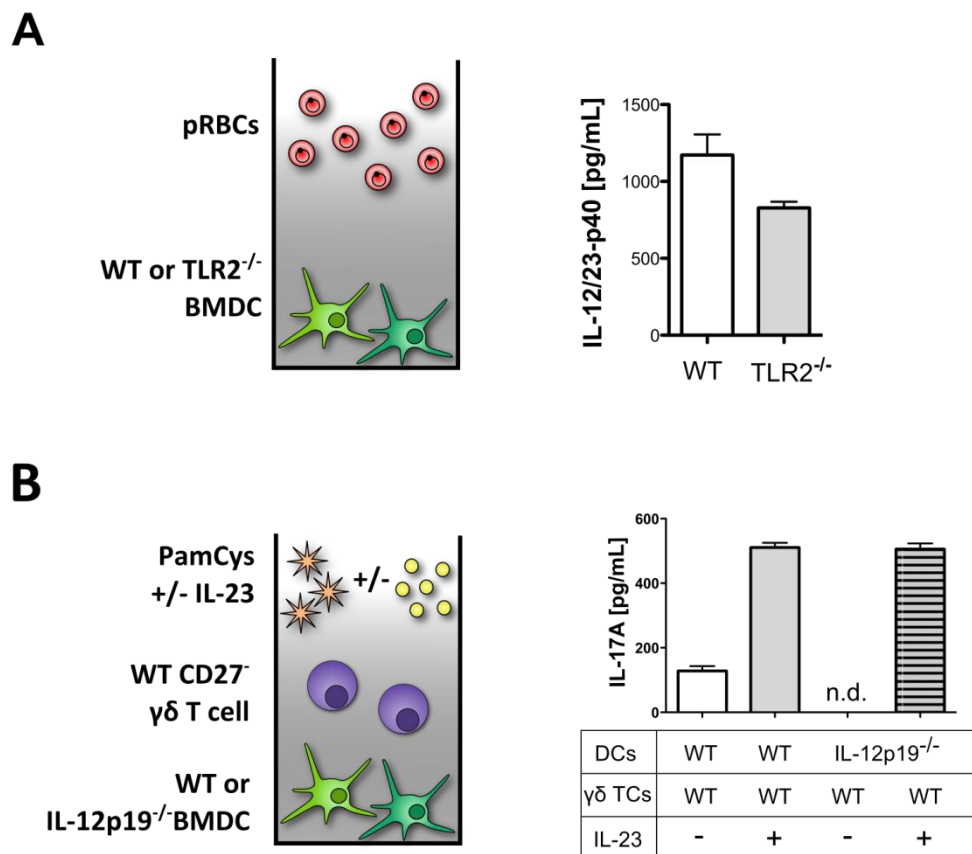 A
pRBCs
WT or TLR2-/-
BMDC
IL-12/23-p40 [pg/mL]
1500
1000
500
0
WT TLR2-/-
B
PamCys
+/- IL-23
+/-
WT CD27-
γδ T cell
WT or
IL-12p19-/-BMDC
IL-17A [pg/mL]
600
400
200
0
n.d.
DCs WT WT IL-12p19-/-
γδ TCs WT WT WT WT
IL-23 - + - +